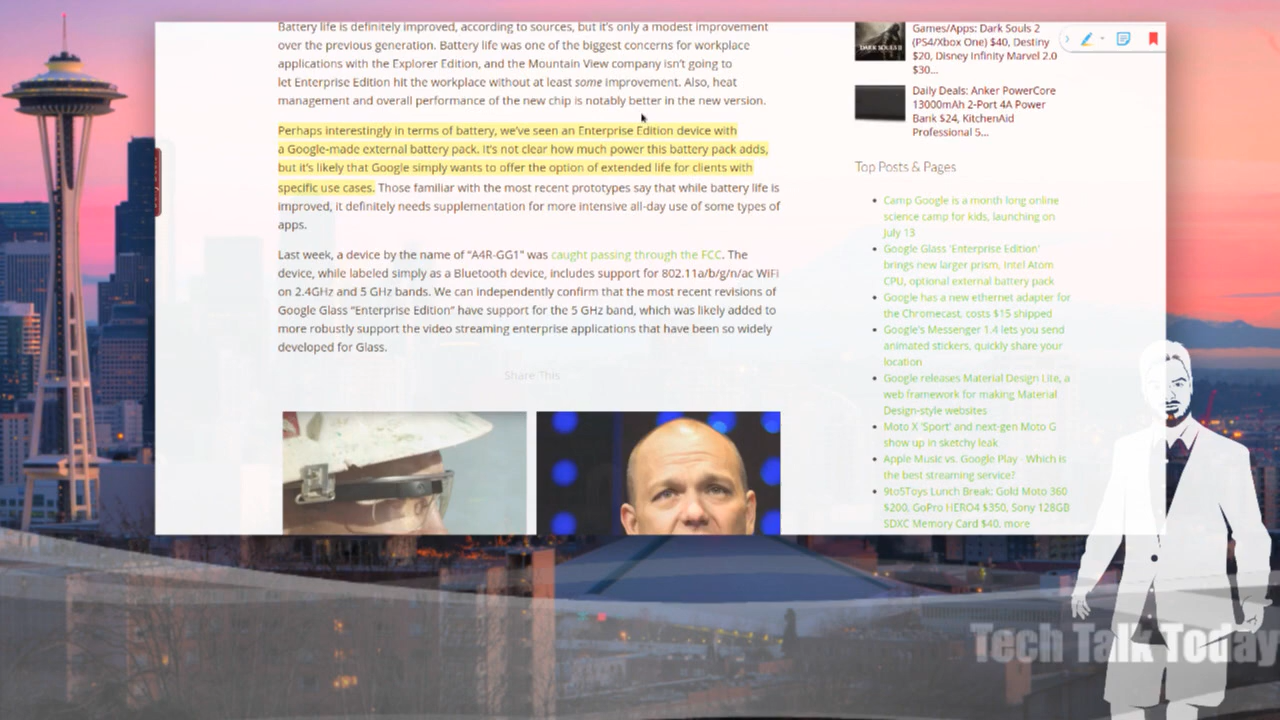 Battery life is definitely improved, according to sources, but it's only a modest improvement
over the previous generation. Battery life was one of the biggest concerns for workplace
applications with the Explorer Edition, and the Mountain View company isn't going to
let Enterprise Edition hit the workplace without at least some improvement. Also, heat
management and overall performance of the new chip is notably better in the new version.
Perhaps interestingly in terms of battery, we've seen an Enterprise Edition device with
a Google-made external battery pack. It's not clear how much power this battery pack adds,
but it's likely that Google simply wants to offer the option of extended life for clients with
specific use cases. Those familiar with the most recent prototypes say that while battery life is
improved, it definitely needs supplementation for more intensive all-day use of some types of
apps.
Last week, a device by the name of "A4R-GG1" was caught passing through the FCC. The
device, while labeled simply as a Bluetooth device, includes support for 802.11a/b/g/n/ac WiFi
on 2.4GHz and 5 GHz bands. We can independently confirm that the most recent revisions of
Google Glass "Enterprise Edition" have support for the 5 GHz band, which was likely added to
more robustly support the video streaming enterprise applications that have been so widely
developed for Glass.
Share This
Games/Apps: Dark Souls 2
(PS4/Xbox One) $40, Destiny
$20, Disney Infinity Marvel 2.0
$30...
DARK SOULS II
Daily Deals: Anker PowerCore
13000mAh 2-Port 4A Power
Bank $24, KitchenAid
Professional 5...
Top Posts & Pages
Camp Google is a month long online
science camp for kids, launching on
July 13
Google Glass 'Enterprise Edition'
brings new larger prism, Intel Atom
CPU, optional external battery pack
Google has a new ethernet adapter for
the Chromecast, costs $15 shipped
Google's Messenger 1.4 lets you send
animated stickers, quickly share your
location
Google releases Material Design Lite, a
web framework for making Material
Design-style websites
Moto X 'Sport' and next-gen Moto G
show up in sketchy leak
Apple Music vs. Google Play - Which is
the best streaming service?
9to5Toys Lunch Break: Gold Moto 360
$200, GoPro HERO4 $350, Sony 128GB
SDXC Memory Card $40, more
Tech Talk Today